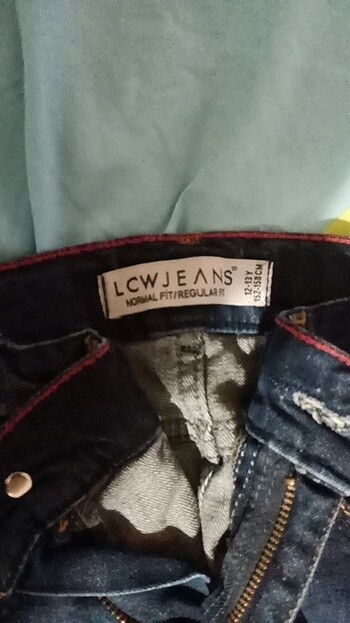 LCWJEANS®
NORMAL FIT/REGULAR FIT
12-13Y
152-158CM